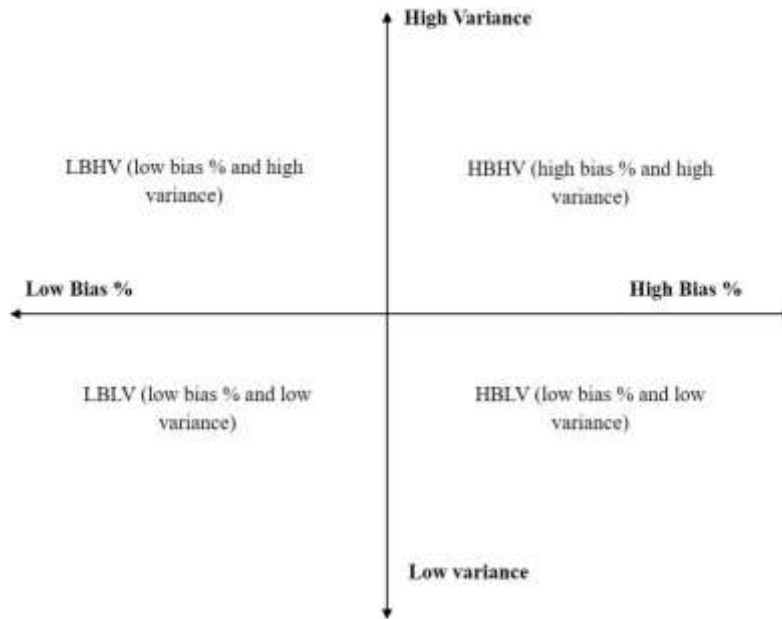 High Variance
LBHV (low bias % and high
variance)
HBHV (high bias % and high
variance)
Low Bias %
High Bias %
LBLV (low bias % and low
variance)
HBLV (low bias % and low
variance)
Low variance